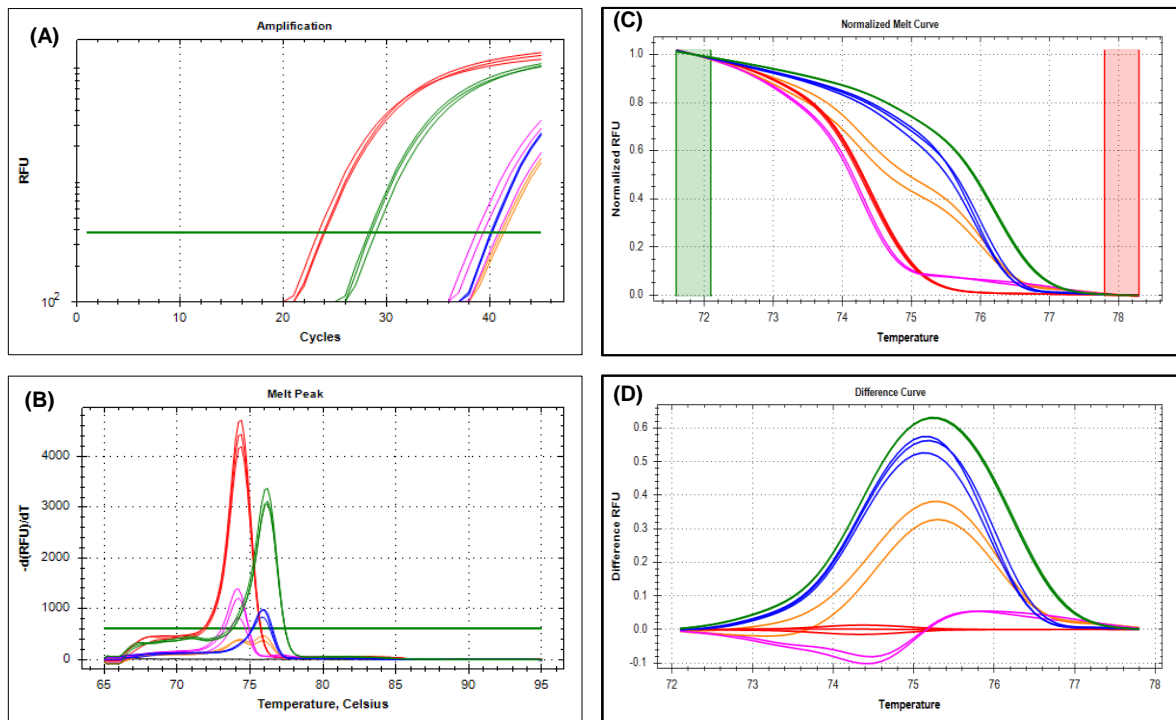 (A)
Amplification
RFU
10²
0 10 20 30 40
Cycles
(B)
Melt Peak
-d(RFU)/dT
4000
3000
2000
1000
0
65 70 75 80 85 90 95
Temperature, Celsius
(C)
Normalized Melt Curve
Normalized RFU
1.0
0.8
0.6
0.4
0.2
0.0
72 73 74 75 76 77 78
Temperature
(D)
Difference Curve
Difference RFU
0.6
0.5
0.4
0.3
0.2
0.1
0.0
-0.1
72 73 74 75 76 77 78
Temperature